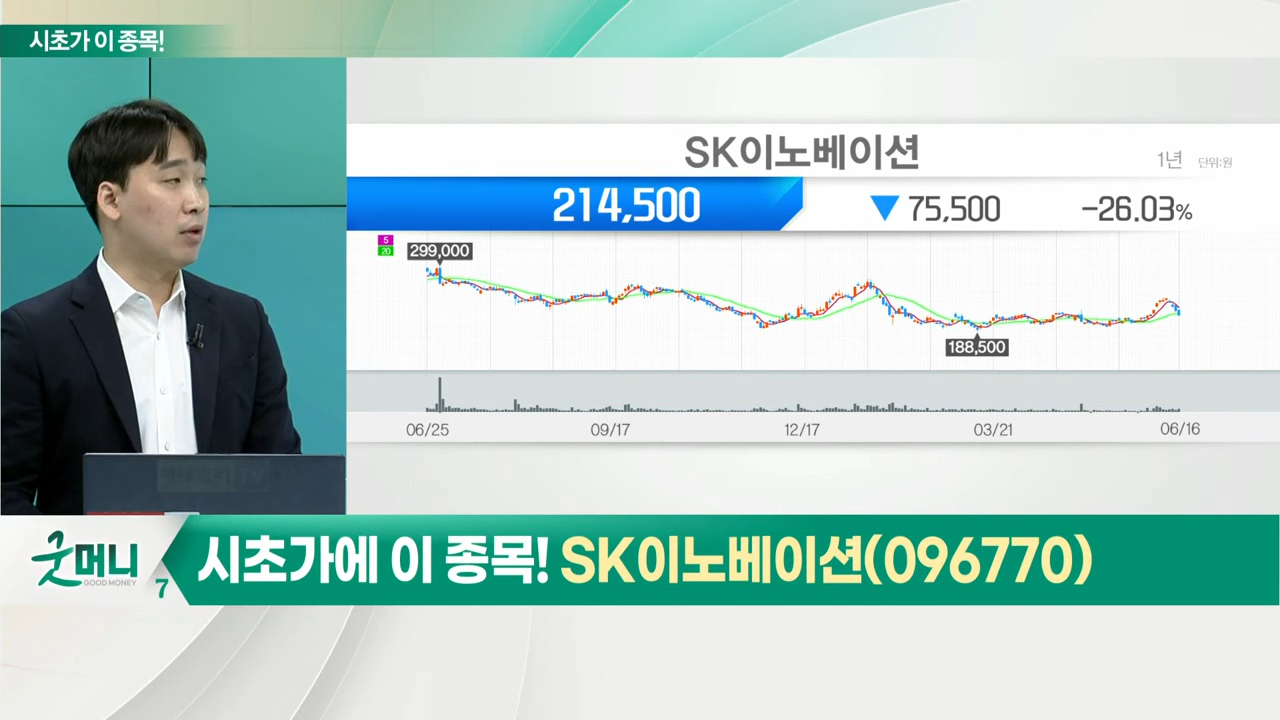 시초가 이 종목!
SK이노베이션
1년 단위:원
214,500 ▼ 75,500 -26.03%
5
20
299,000
188,500
06/25 09/17 12/17 03/21 06/16
굿머니
GOOD MONEY
7
시초가에 이 종목! SK이노베이션(096770)